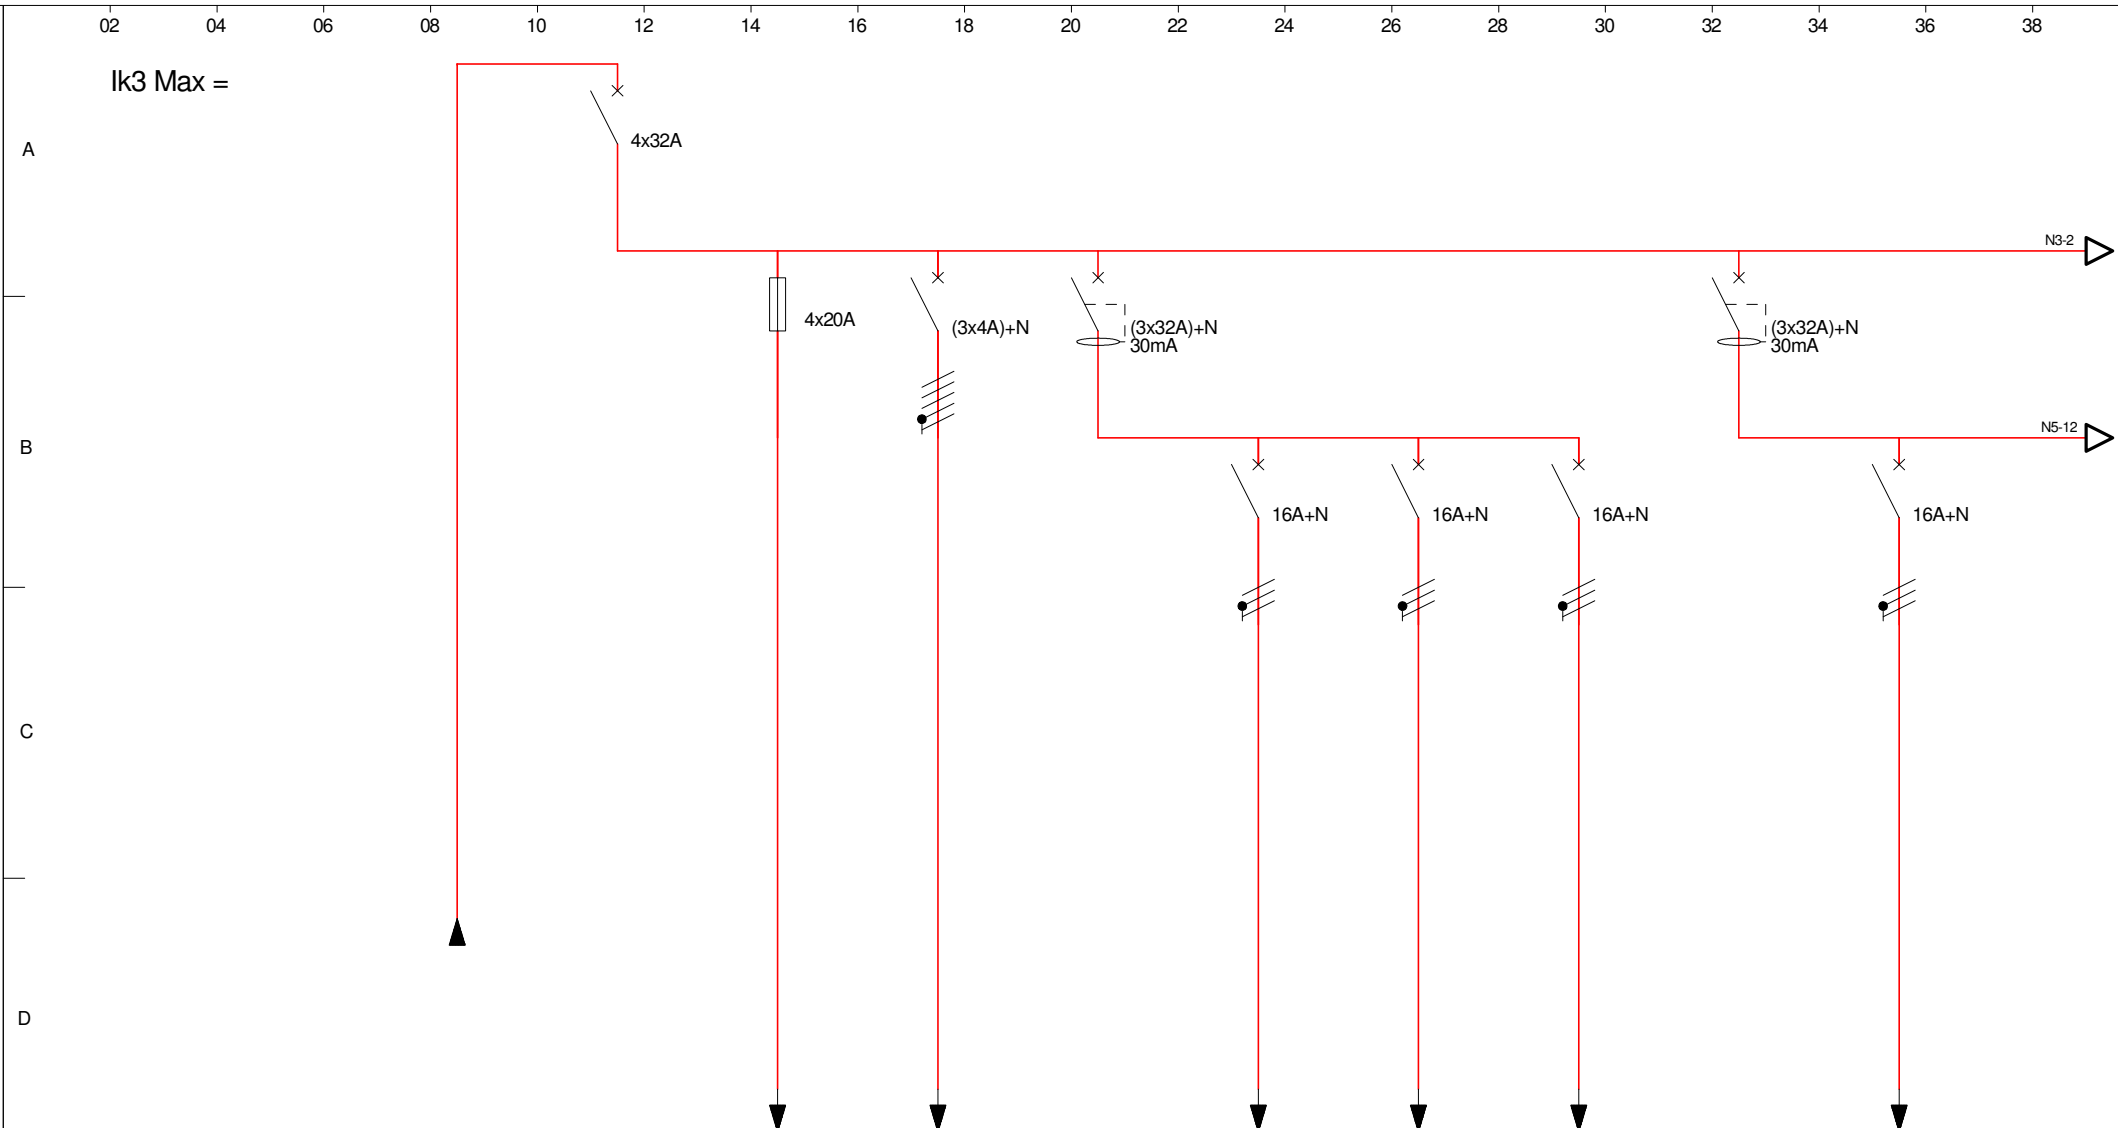 02 04 06 08 10 12 14 16 18 20 22 24 26 28 30 32 34 36 38
Ik3 Max =
A
4x32A
N3-2
4x20A
(3x4A)+N
(3x32A)+N
30mA
(3x32A)+N
30mA
N5-12
B
16A+N
16A+N
16A+N
16A+N
C
D